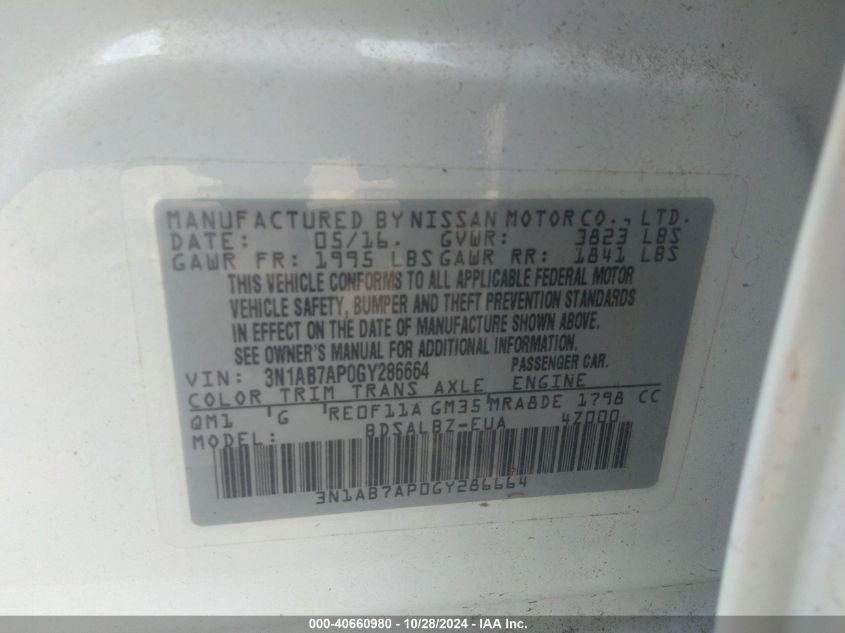 MANUFACTURED BY NISSAN MOTOR CO., LTD.
DATE: 05/16. GVWR: 3823 LBS
GAWR FR: 1995 LBS GAWR RR: 1841 LBS
THIS VEHICLE CONFORMS TO ALL APPLICABLE FEDERAL MOTOR
VEHICLE SAFETY, BUMPER AND THEFT PREVENTION STANDARDS
IN EFFECT ON THE DATE OF MANUFACTURE SHOWN ABOVE.
SEE OWNER'S MANUAL FOR ADDITIONAL INFORMATION.
VIN: 3N1AB7AP0GY286664 PASSENGER CAR.
COLOR TRIM TRANS AXLE ENGINE
QM1 G RE0F11A GM35 MRA8DE 1798 CC
MODEL: BDSALBZ-EUA 4Z000
3N1AB7AP0GY286664
000-40660980 - 10/28/2024 - IAA Inc.